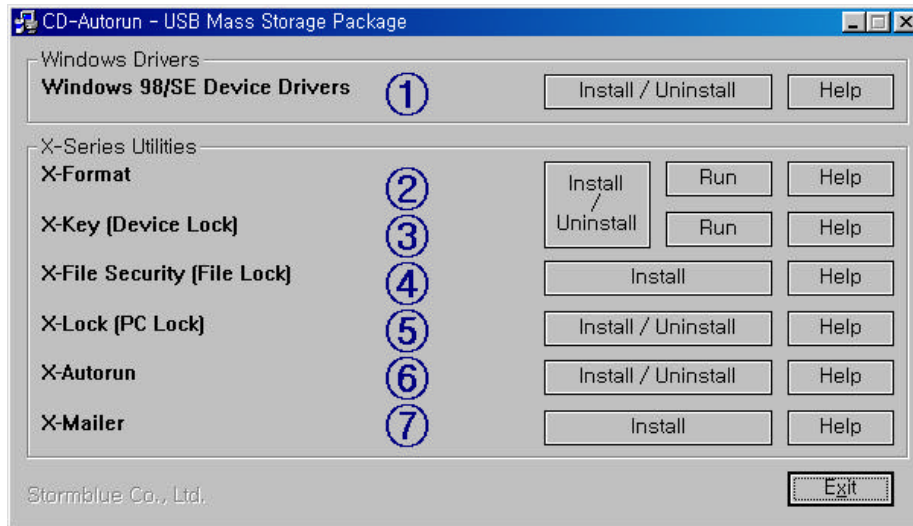 CD-Autorun - USB Mass Storage Package
Windows Drivers
Windows 98/SE Device Drivers ① Install / Uninstall Help
X-Series Utilities
X-Format ② Install / Uninstall Run Help
X-Key (Device Lock) ③ Run Help
X-File Security (File Lock) ④ Install Help
X-Lock (PC Lock) ⑤ Install / Uninstall Help
X-Autorun ⑥ Install / Uninstall Help
X-Mailer ⑦ Install Help
Stormblue Co., Ltd. Exit